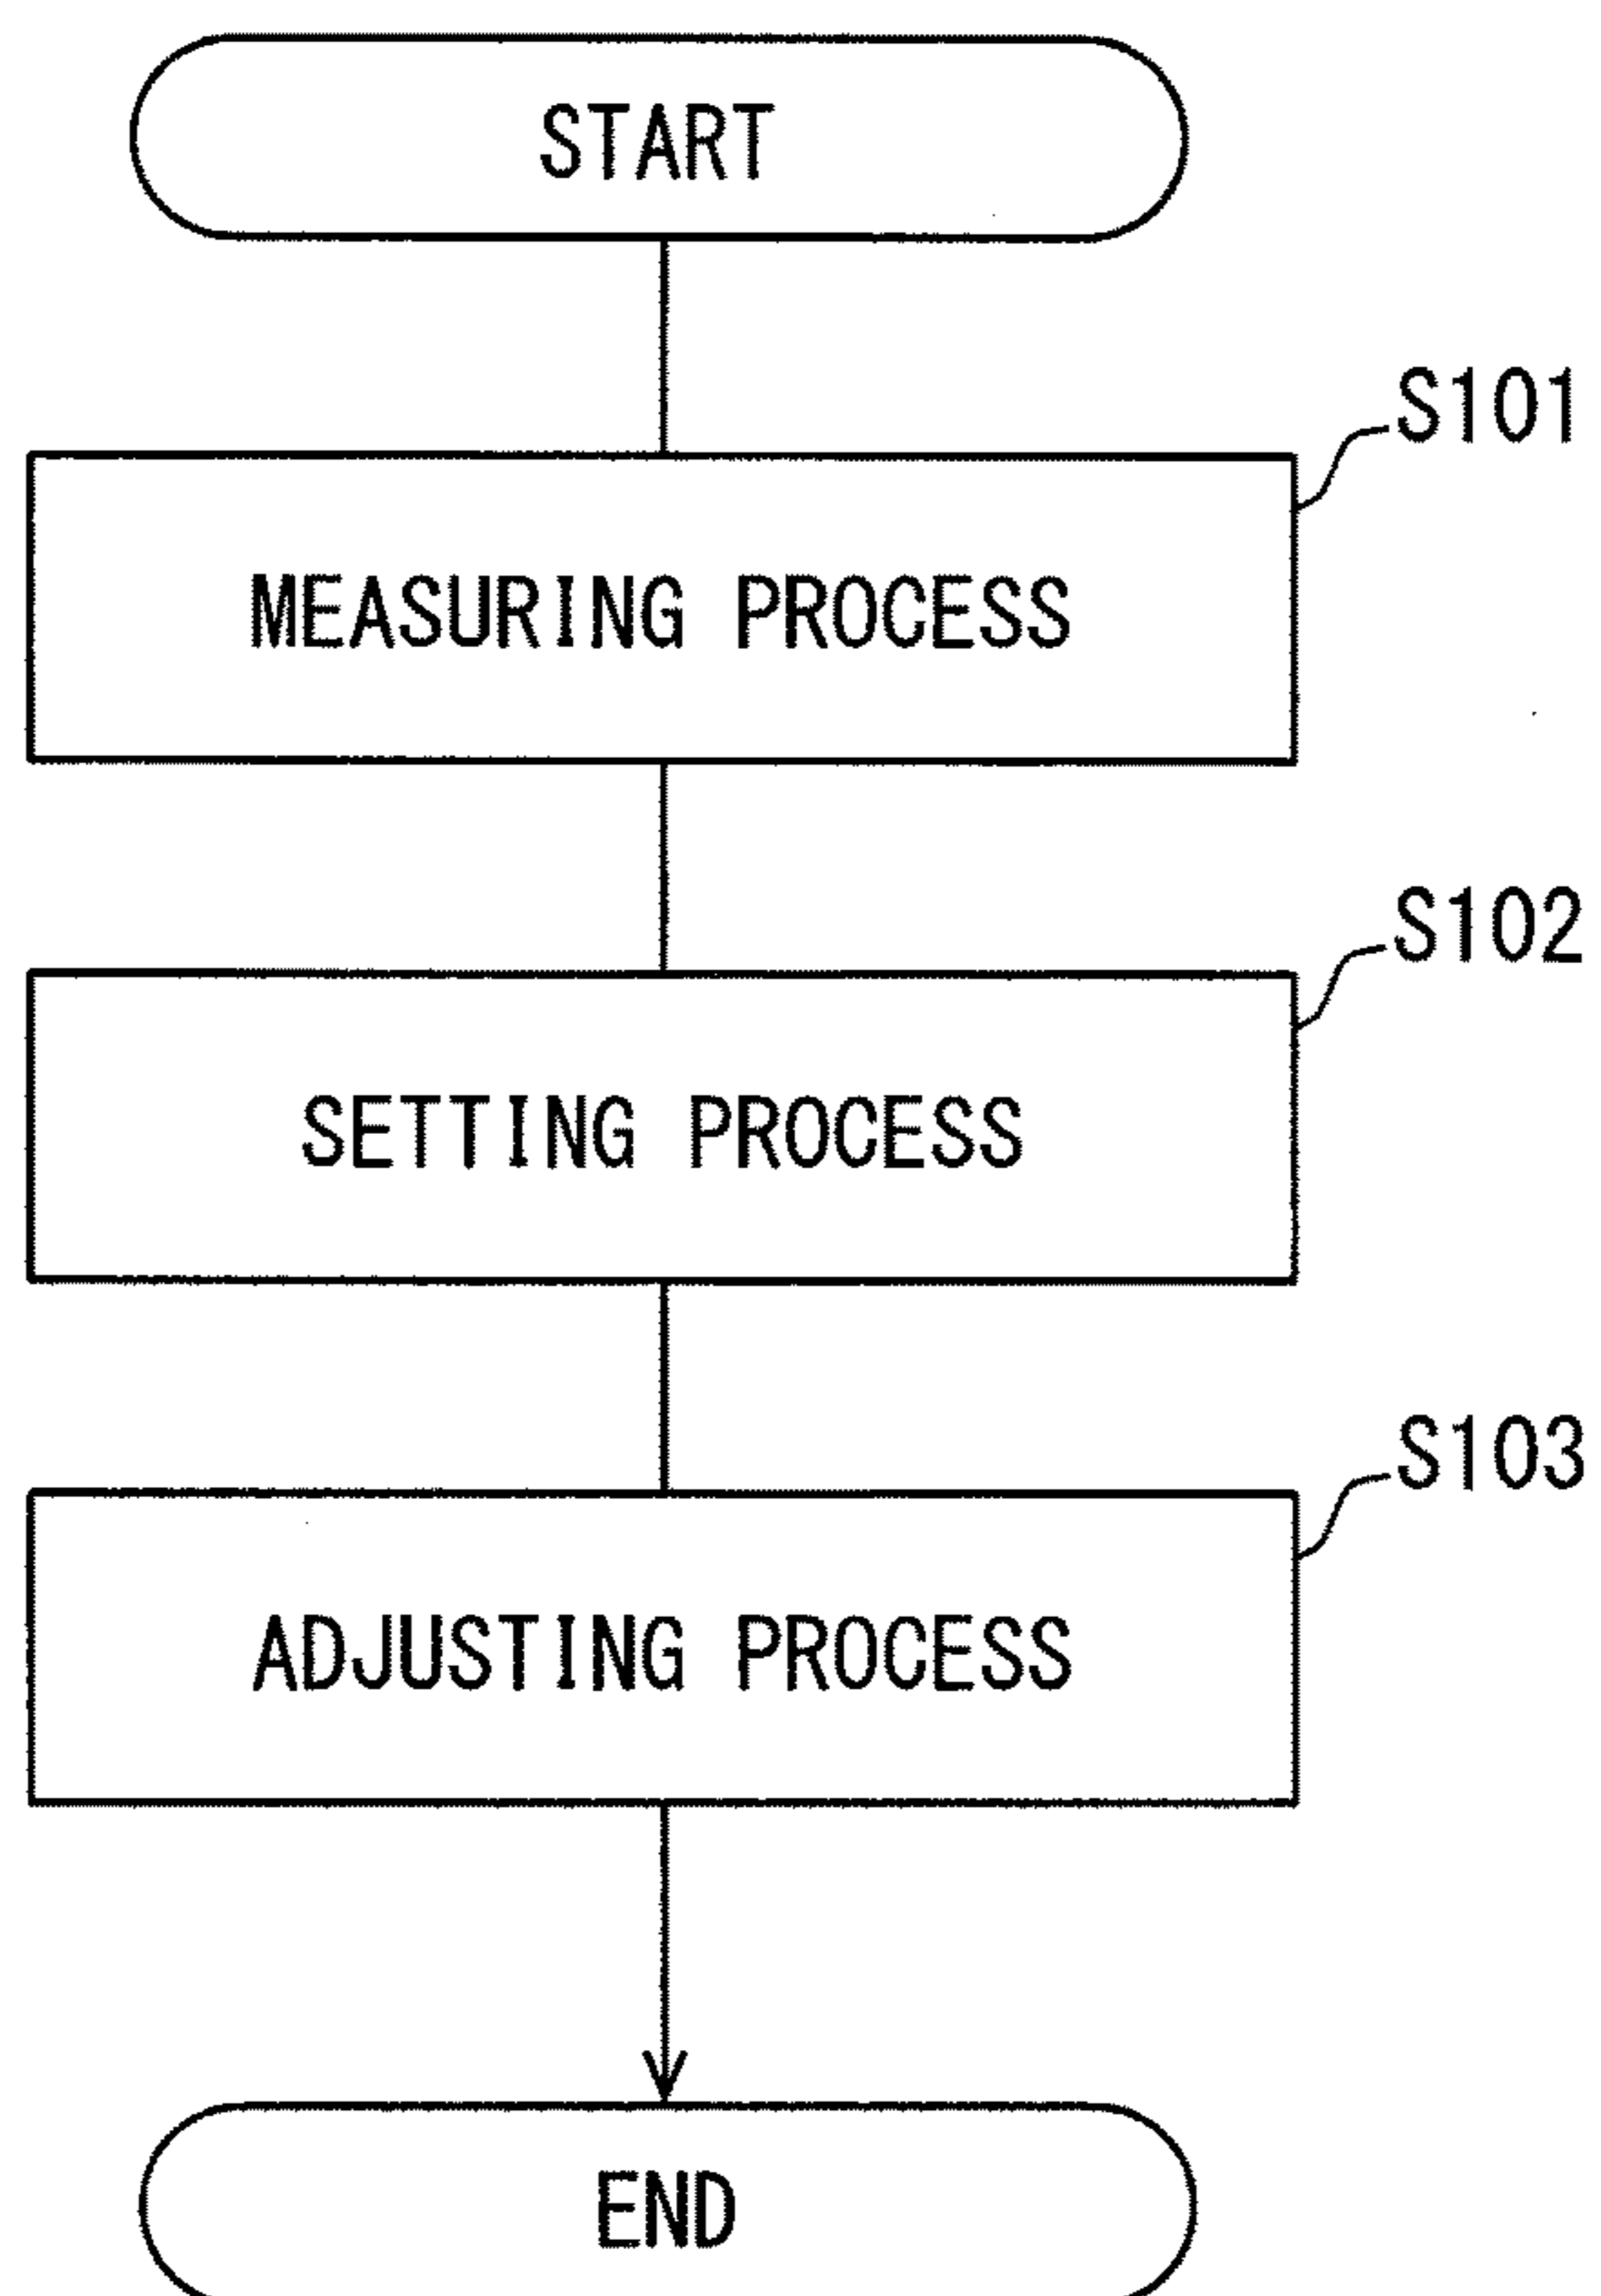 START
S101
MEASURING PROCESS
S102
SETTING PROCESS
S103
ADJUSTING PROCESS
END